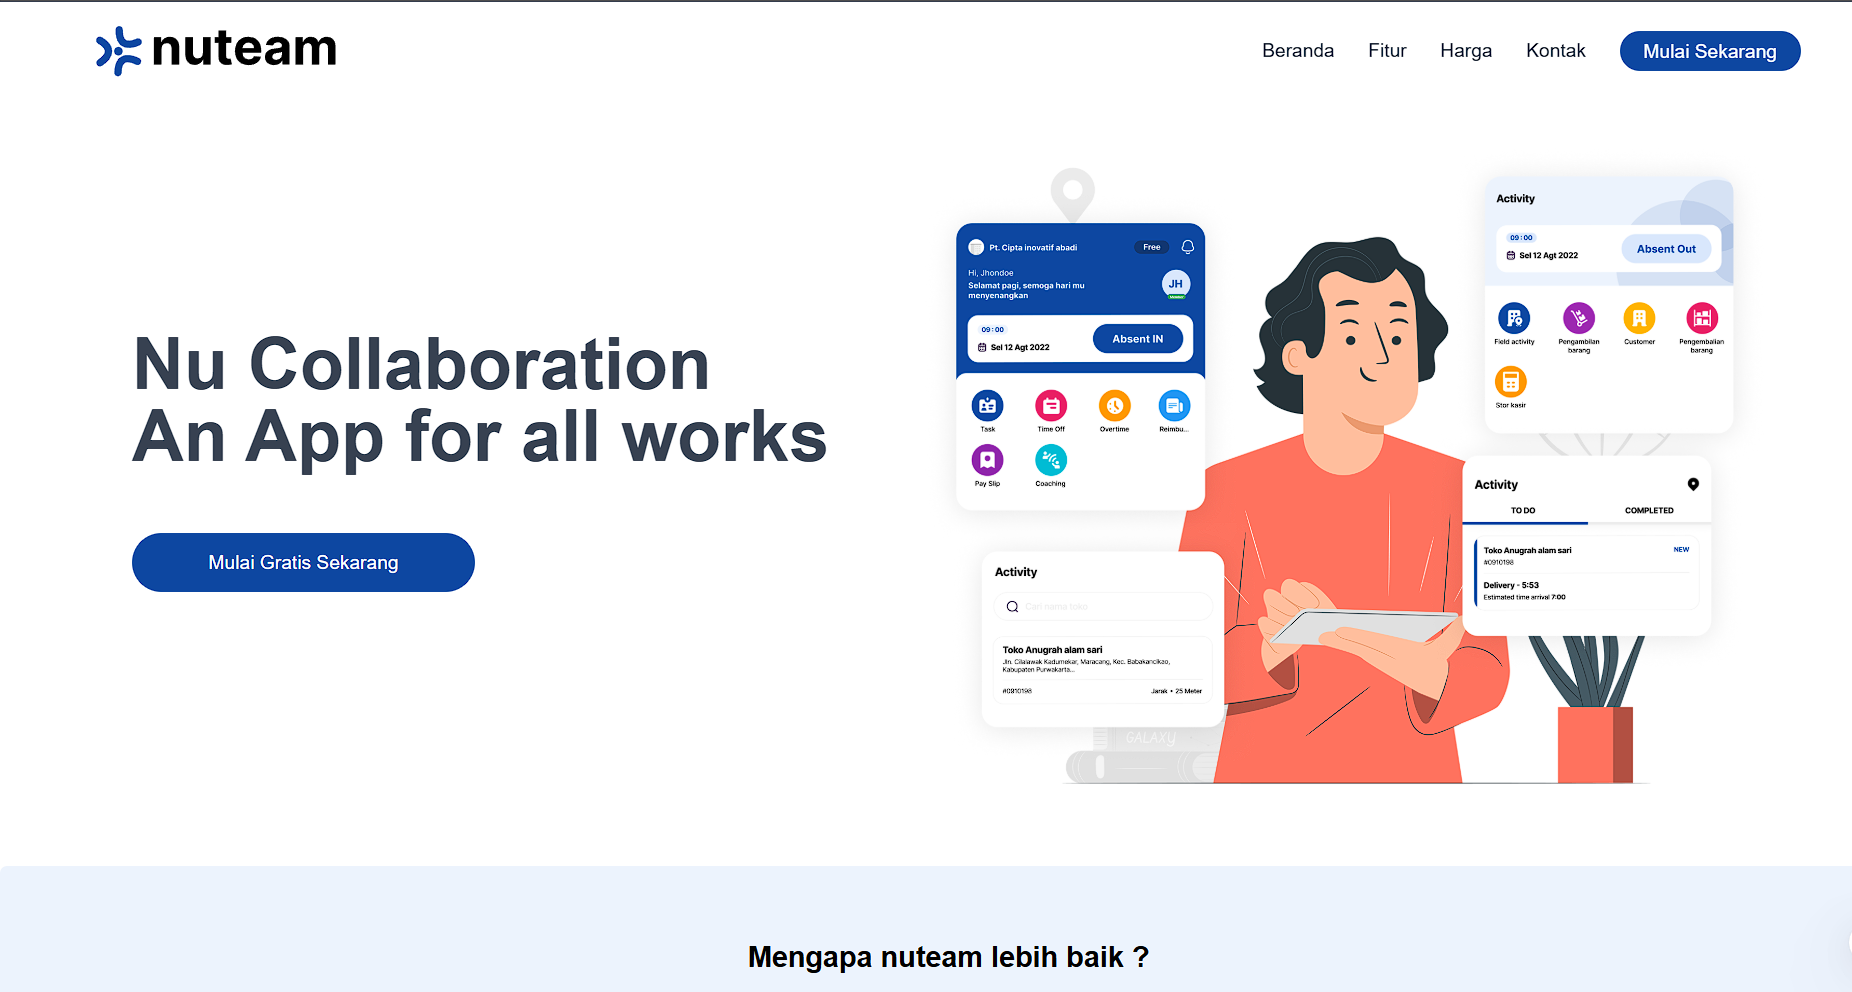 nuteam
Beranda Fitur Harga Kontak Mulai Sekarang
Nu Collaboration
An App for all works
Mulai Gratis Sekarang
Pt. Cipta inovatif abadi Free
Hi, Jhondoe
Selamat pagi, semoga hari mu
menyenangkan
JH
09:00
Sel 12 Agt 2022
Absent IN
Task Time Off Overtime Reimbu...
Pay Slip Coaching
Activity
09:00
Sel 12 Agt 2022
Absent Out
Field activity
Pengambilan
barang
Customer
Pengembalian
barang
Stor kasir
Activity
Cari nama toko
Toko Anugrah alam sari
Jln. Cilalawak Kadumekar, Maracang, Kec. Babakancikao,
Kabupaten Purwakarta...
#0910198 Jarak • 25 Meter
Activity
TO DO COMPLETED
Toko Anugrah alam sari NEW
#0910198
Delivery - 5:53
Estimated time arrival 7:00
GALAXY
Mengapa nuteam lebih baik ?